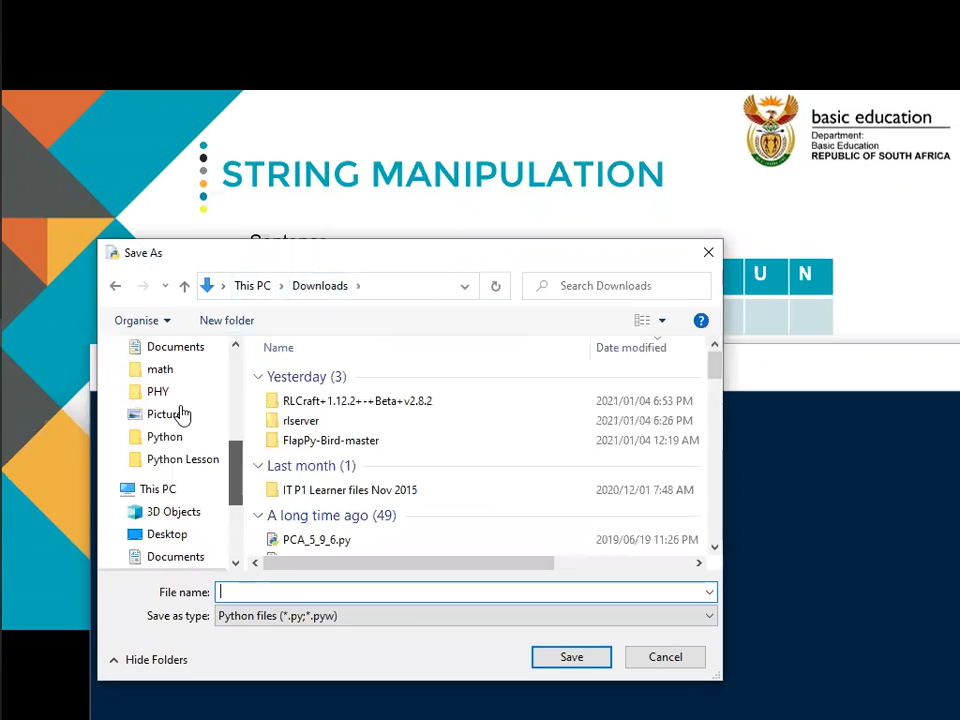 basic education
Department:
Basic Education
REPUBLIC OF SOUTH AFRICA
STRING MANIPULATION
Sentence
U N
Save As
This PC > Downloads >
Search Downloads
Organise
New folder
Documents
math
PHY
Pictu
Python
Python Lesson
This PC
3D Objects
Desktop
Documents
Name Date modified
Yesterday (3)
RLCraft+1.12.2+-+Beta+v2.8.2 2021/01/04 6:53 PM
rlserver 2021/01/04 6:26 PM
FlapPy-Bird-master 2021/01/04 12:19 AM
Last month (1)
IT P1 Learner files Nov 2015 2020/12/01 7:48 AM
A long time ago (49)
PCA_5_9_6.py 2019/06/19 11:26 PM
File name:
Save as type: Python files (*.py;*.pyw)
Hide Folders
Save
Cancel